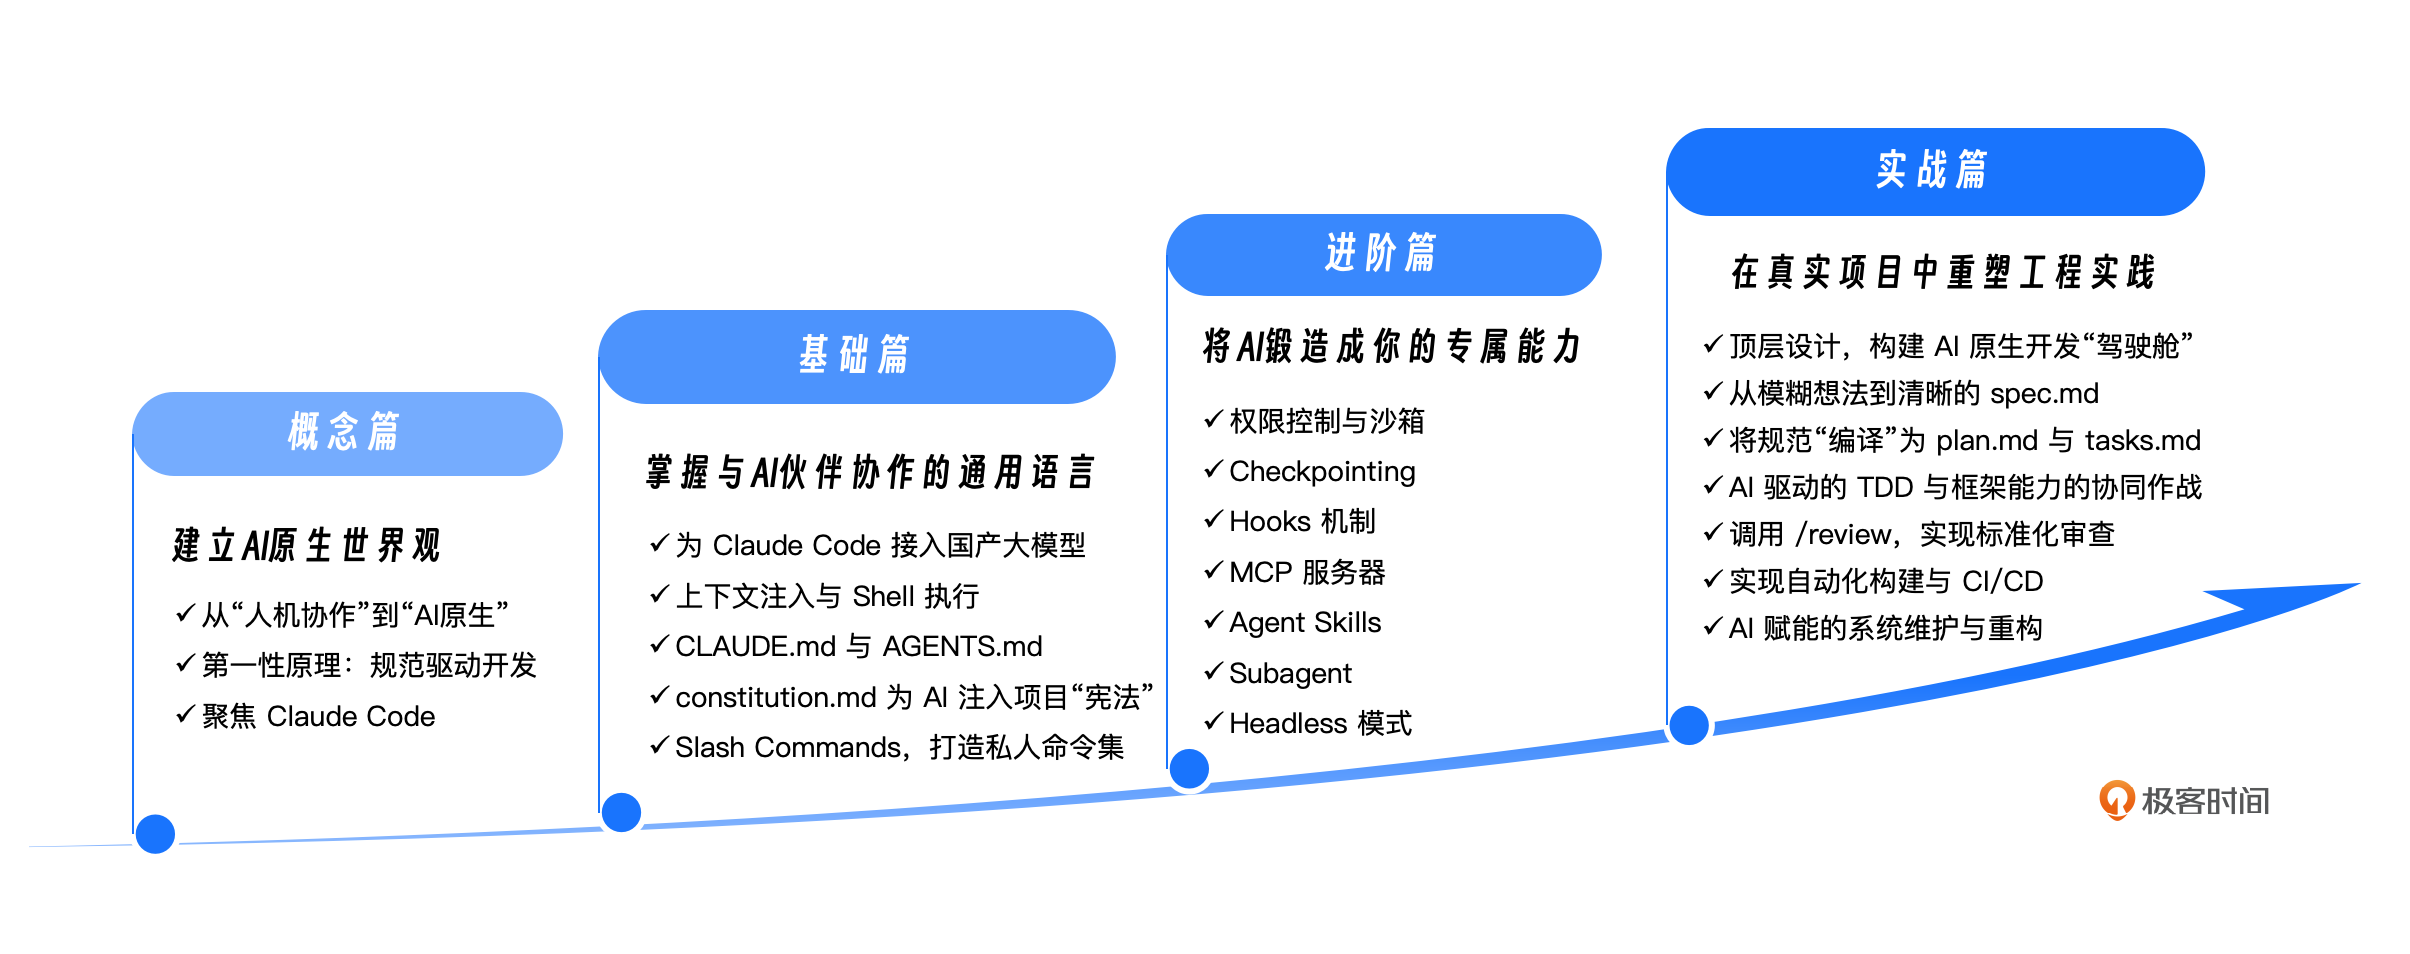 概念篇
建立AI原生世界观
从“人机协作”到“AI原生”
第一性原理：规范驱动开发
聚焦 Claude Code
基础篇
掌握与AI伙伴协作的通用语言
为 Claude Code 接入国产大模型
上下文注入与 Shell 执行
CLAUDE.md 与 AGENTS.md
constitution.md 为 AI 注入项目“宪法”
Slash Commands，打造私人命令集
进阶篇
将AI锻造成你的专属能力
权限控制与沙箱
Checkpointing
Hooks 机制
MCP 服务器
Agent Skills
Subagent
Headless 模式
实战篇
在真实项目中重塑工程实践
顶层设计，构建 AI 原生开发“驾驶舱”
从模糊想法到清晰的 spec.md
将规范“编译”为 plan.md 与 tasks.md
AI 驱动的 TDD 与框架能力的协同作战
调用 /review，实现标准化审查
实现自动化构建与 CI/CD
AI 赋能的系统维护与重构
极客时间